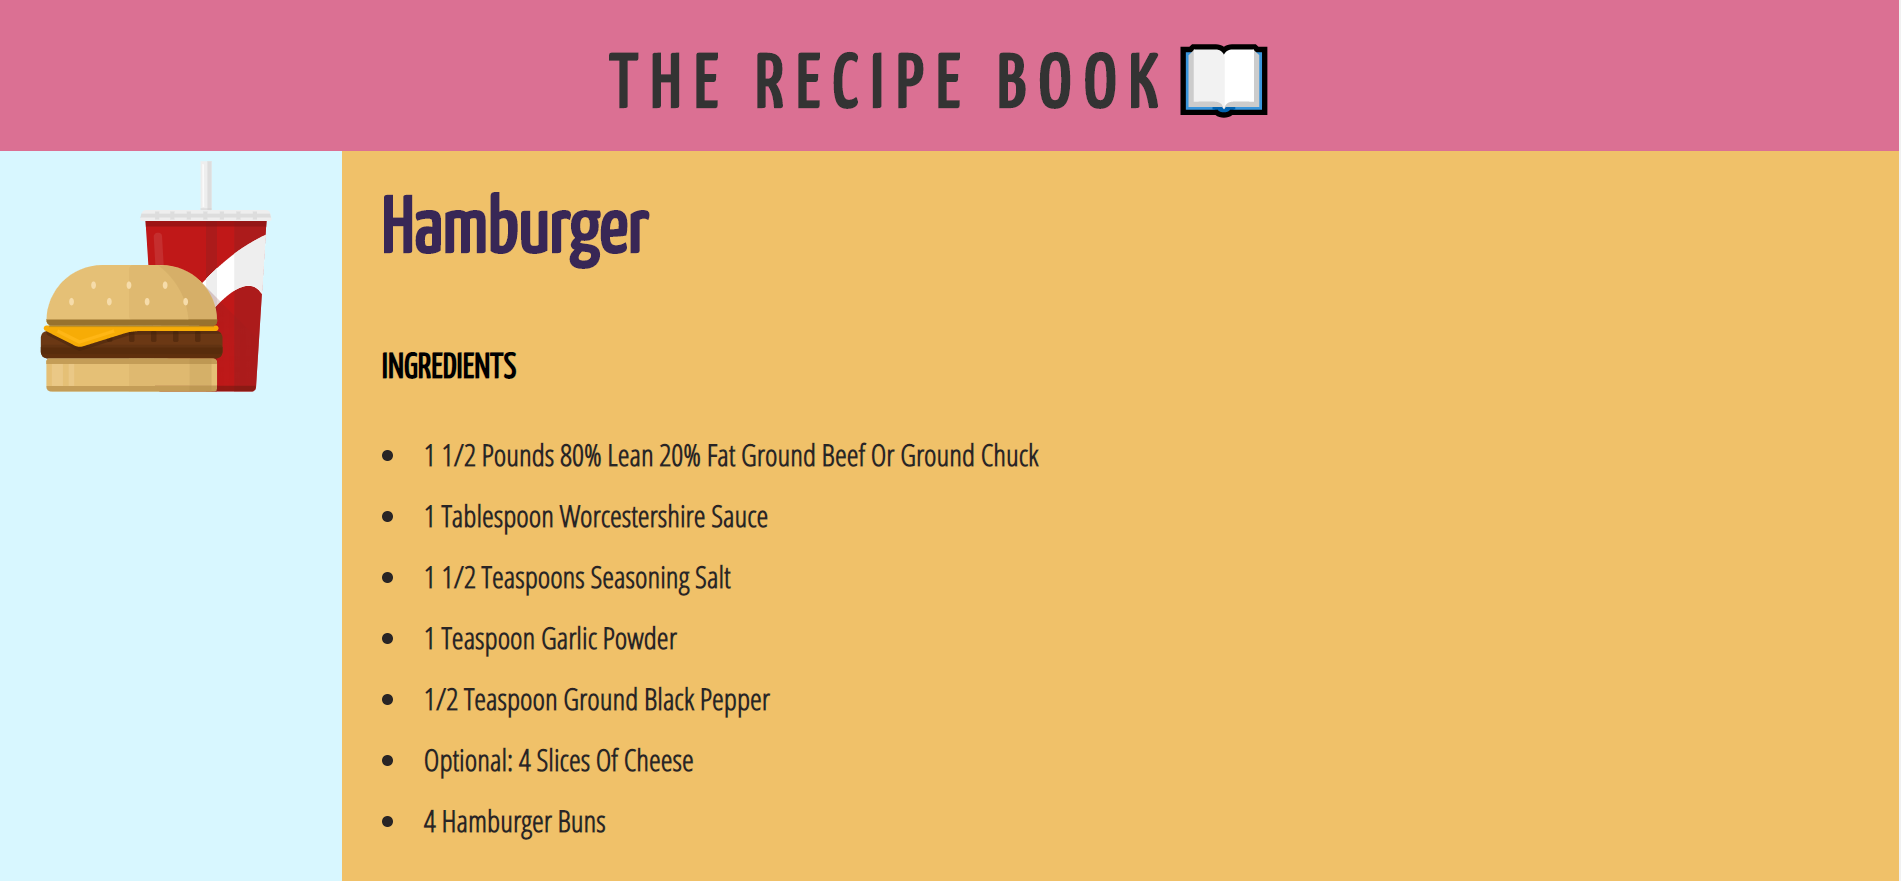 THE RECIPE BOOK
Hamburger
INGREDIENTS
1 1/2 Pounds 80% Lean 20% Fat Ground Beef Or Ground Chuck
1 Tablespoon Worcestershire Sauce
1 1/2 Teaspoons Seasoning Salt
1 Teaspoon Garlic Powder
1/2 Teaspoon Ground Black Pepper
Optional: 4 Slices Of Cheese
4 Hamburger Buns